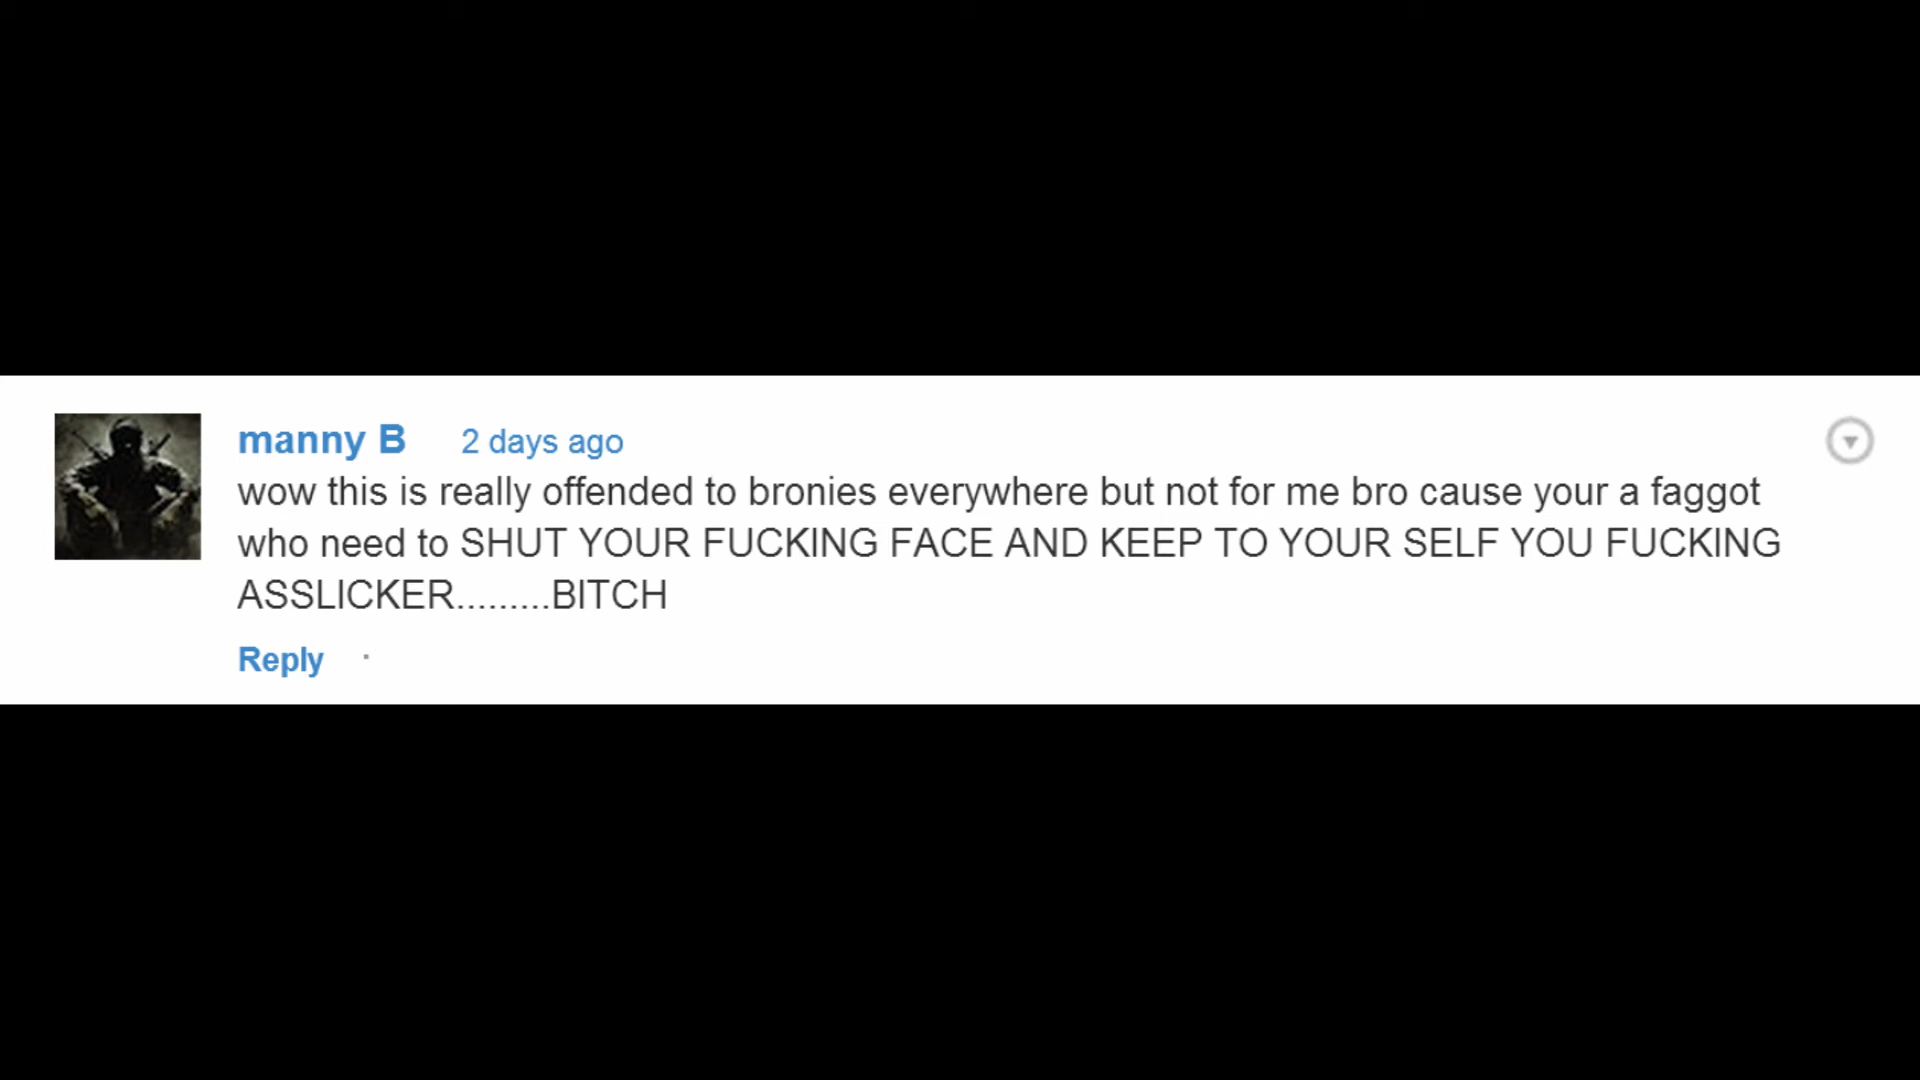 manny B 2 days ago
wow this is really offended to bronies everywhere but not for me bro cause your a faggot
who need to SHUT YOUR FUCKING FACE AND KEEP TO YOUR SELF YOU FUCKING
ASSLICKER.........BITCH
Reply ·